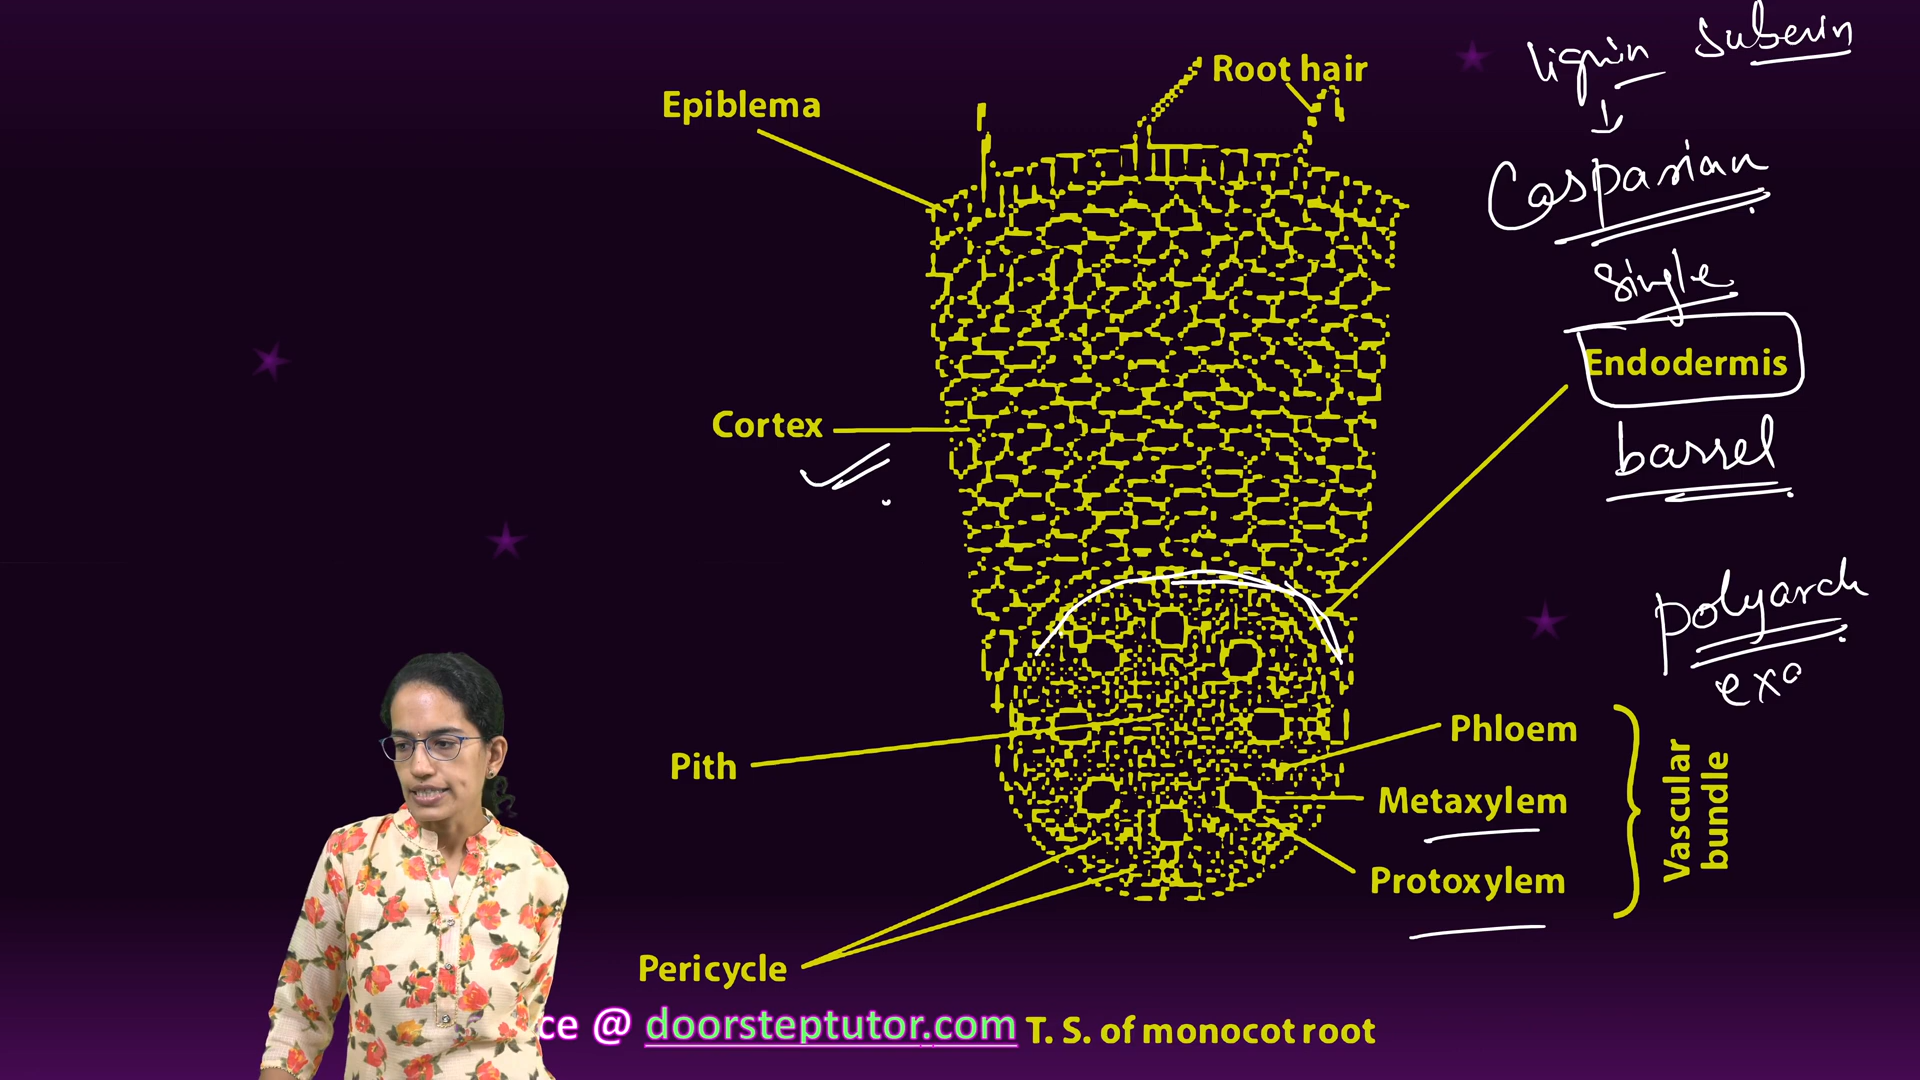 lignin suberin
Root hair
Epiblema
Casparian
single
Endodermis
Cortex
barrel
polyarch
exo
Phloem
Pith
Metaxylem
Vascular
bundle
Protoxylem
Pericycle
ce @ doorsteptutor.com T. S. of monocot root